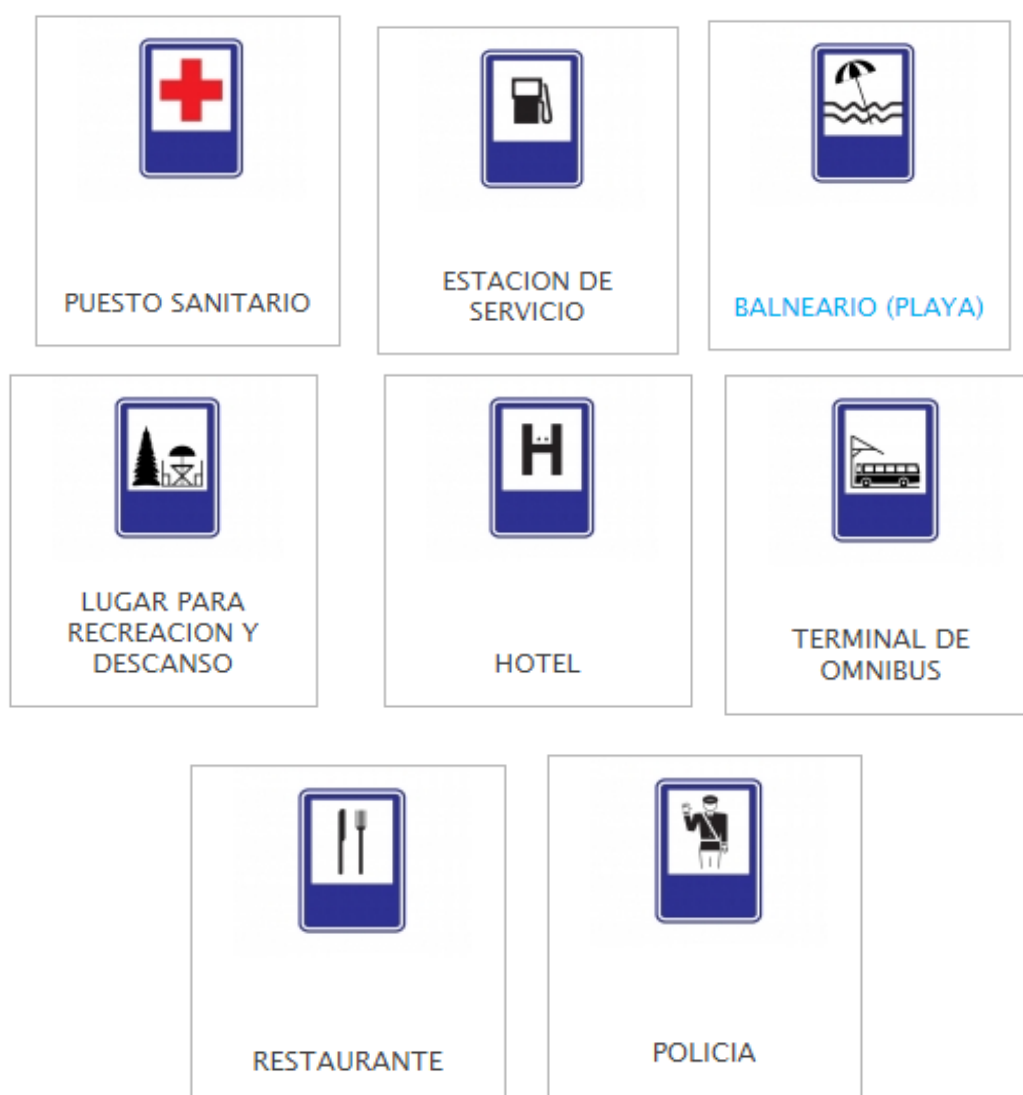 PUESTO SANITARIO
ESTACION DE
SERVICIO
BALNEARIO (PLAYA)
LUGAR PARA
RECREACION Y
DESCANSO
H
HOTEL
TERMINAL DE
OMNIBUS
RESTAURANTE
POLICIA